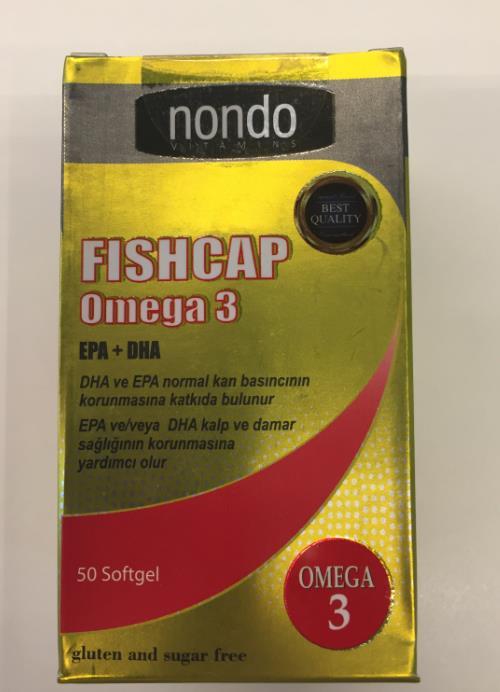 nondo
VITAMINS
BEST
QUALITY
FISHCAP
Omega 3
EPA + DHA
DHA ve EPA normal kan basıncının
korunmasına katkıda bulunur
EPA ve/veya DHA kalp ve damar
sağlığının korunmasına
yardımcı olur
50 Softgel
OMEGA
3
gluten and sugar free